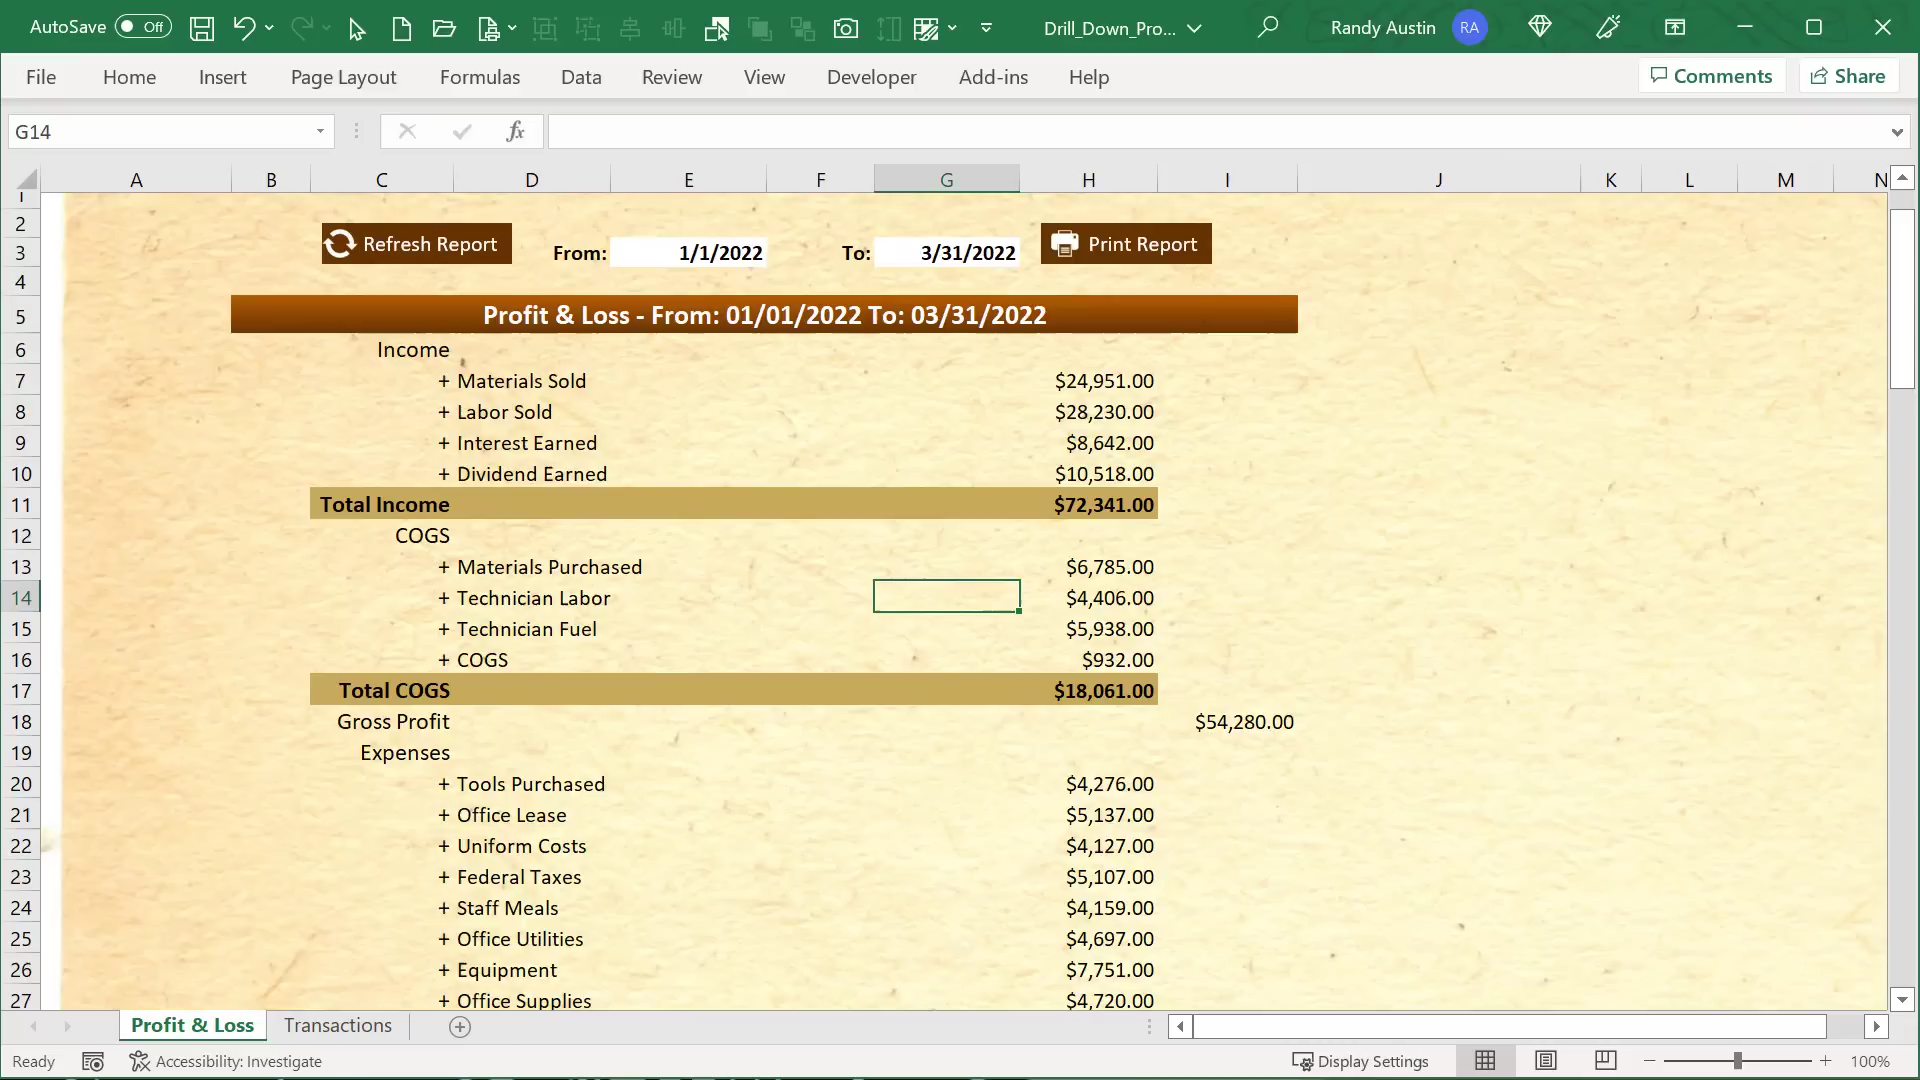 AutoSave Off Drill_Down_Pro... Randy Austin RA
File Home Insert Page Layout Formulas Data Review View Developer Add-ins Help Comments Share
G14 fx
A B C D E F G H I J K L M N
1
2 Refresh Report Print Report
3 From: 1/1/2022 To: 3/31/2022
4
5 Profit & Loss - From: 01/01/2022 To: 03/31/2022
6 Income
7 + Materials Sold $24,951.00
8 + Labor Sold $28,230.00
9 + Interest Earned $8,642.00
10 + Dividend Earned $10,518.00
11 Total Income $72,341.00
12 COGS
13 + Materials Purchased $6,785.00
14 + Technician Labor $4,406.00
15 + Technician Fuel $5,938.00
16 + COGS $932.00
17 Total COGS $18,061.00
18 Gross Profit $54,280.00
19 Expenses
20 + Tools Purchased $4,276.00
21 + Office Lease $5,137.00
22 + Uniform Costs $4,127.00
23 + Federal Taxes $5,107.00
24 + Staff Meals $4,159.00
25 + Office Utilities $4,697.00
26 + Equipment $7,751.00
27 + Office Supplies $4,720.00
Profit & Loss Transactions
Ready Accessibility: Investigate Display Settings 100%